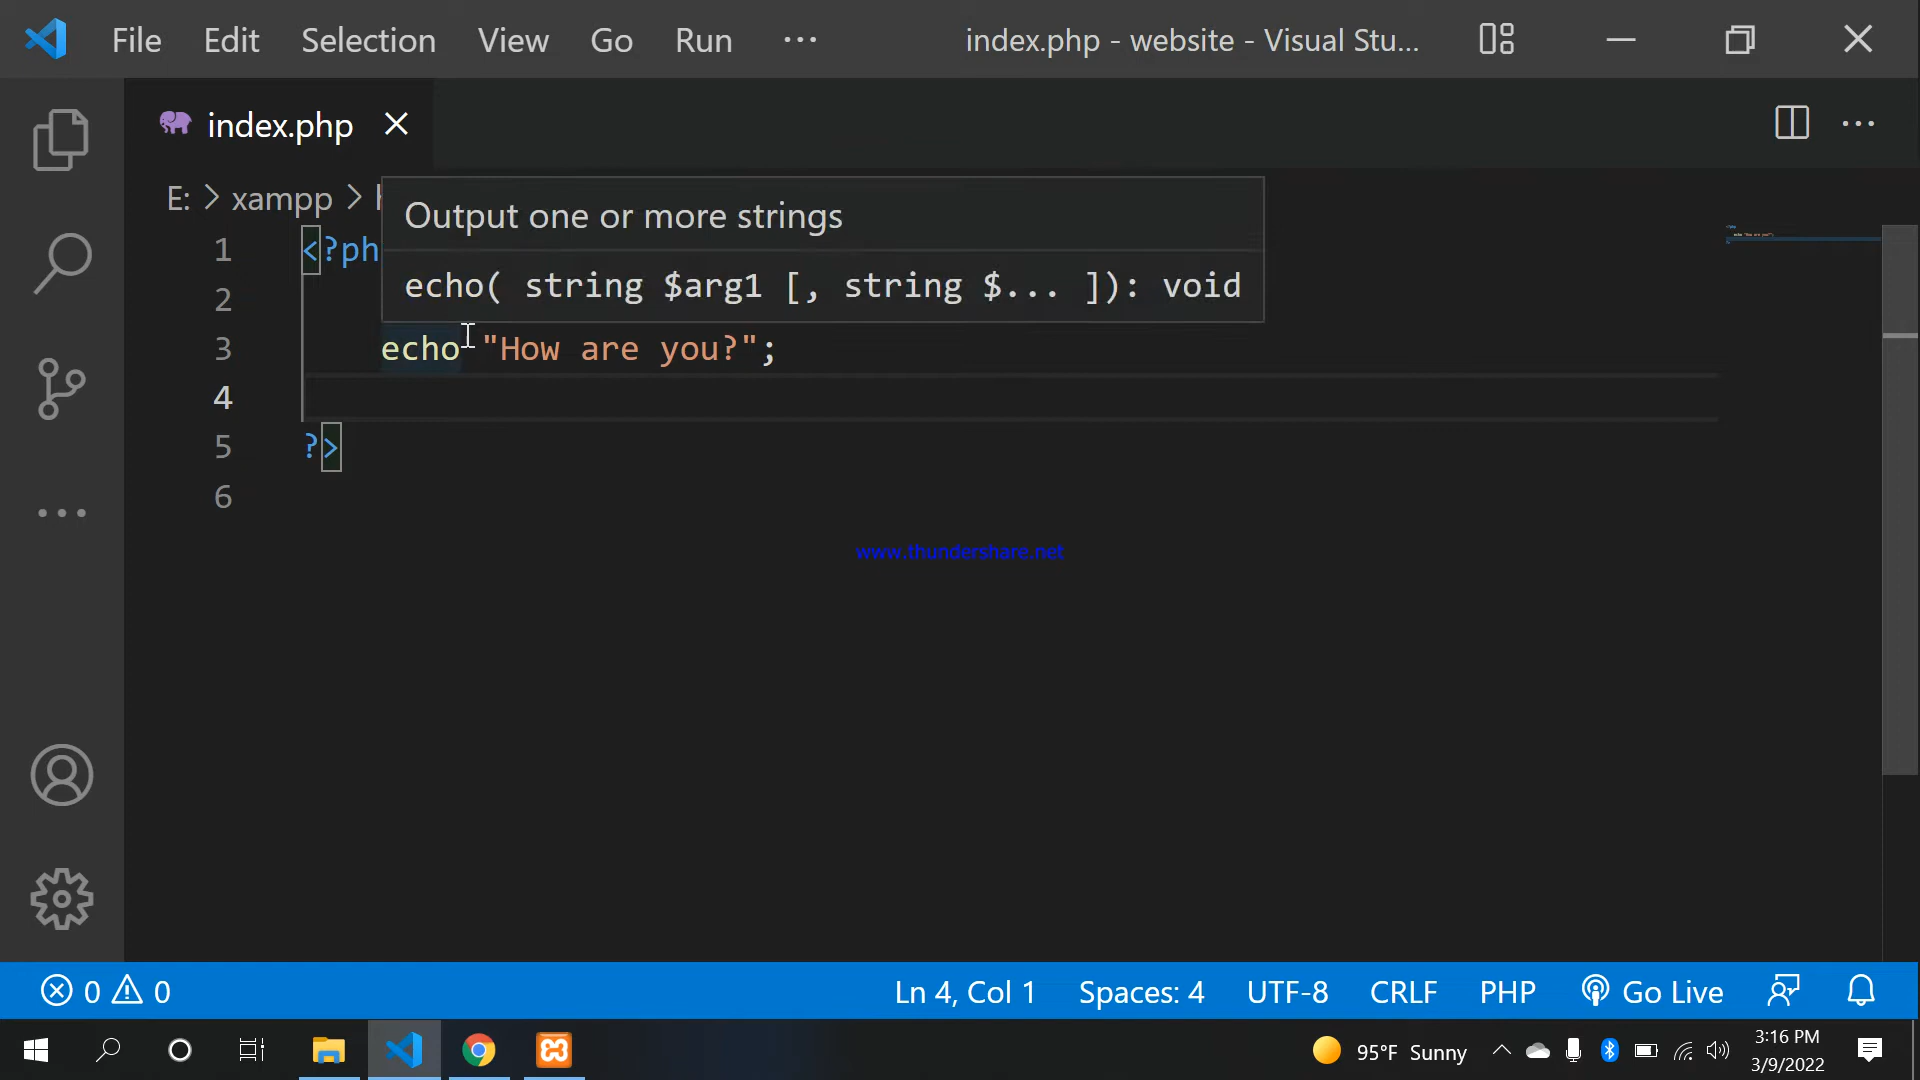 File Edit Selection View Go Run ... index.php - website - Visual Stu...
index.php
E: > xampp >
Output one or more strings
echo( string $arg1 [, string $... ]): void
1 <?ph
2
3 echo "How are you?";
4
5 ?>
6
www.thundershare.net
0 0 Ln 4, Col 1 Spaces: 4 UTF-8 CRLF PHP Go Live
95°F Sunny
3:16 PM
3/9/2022